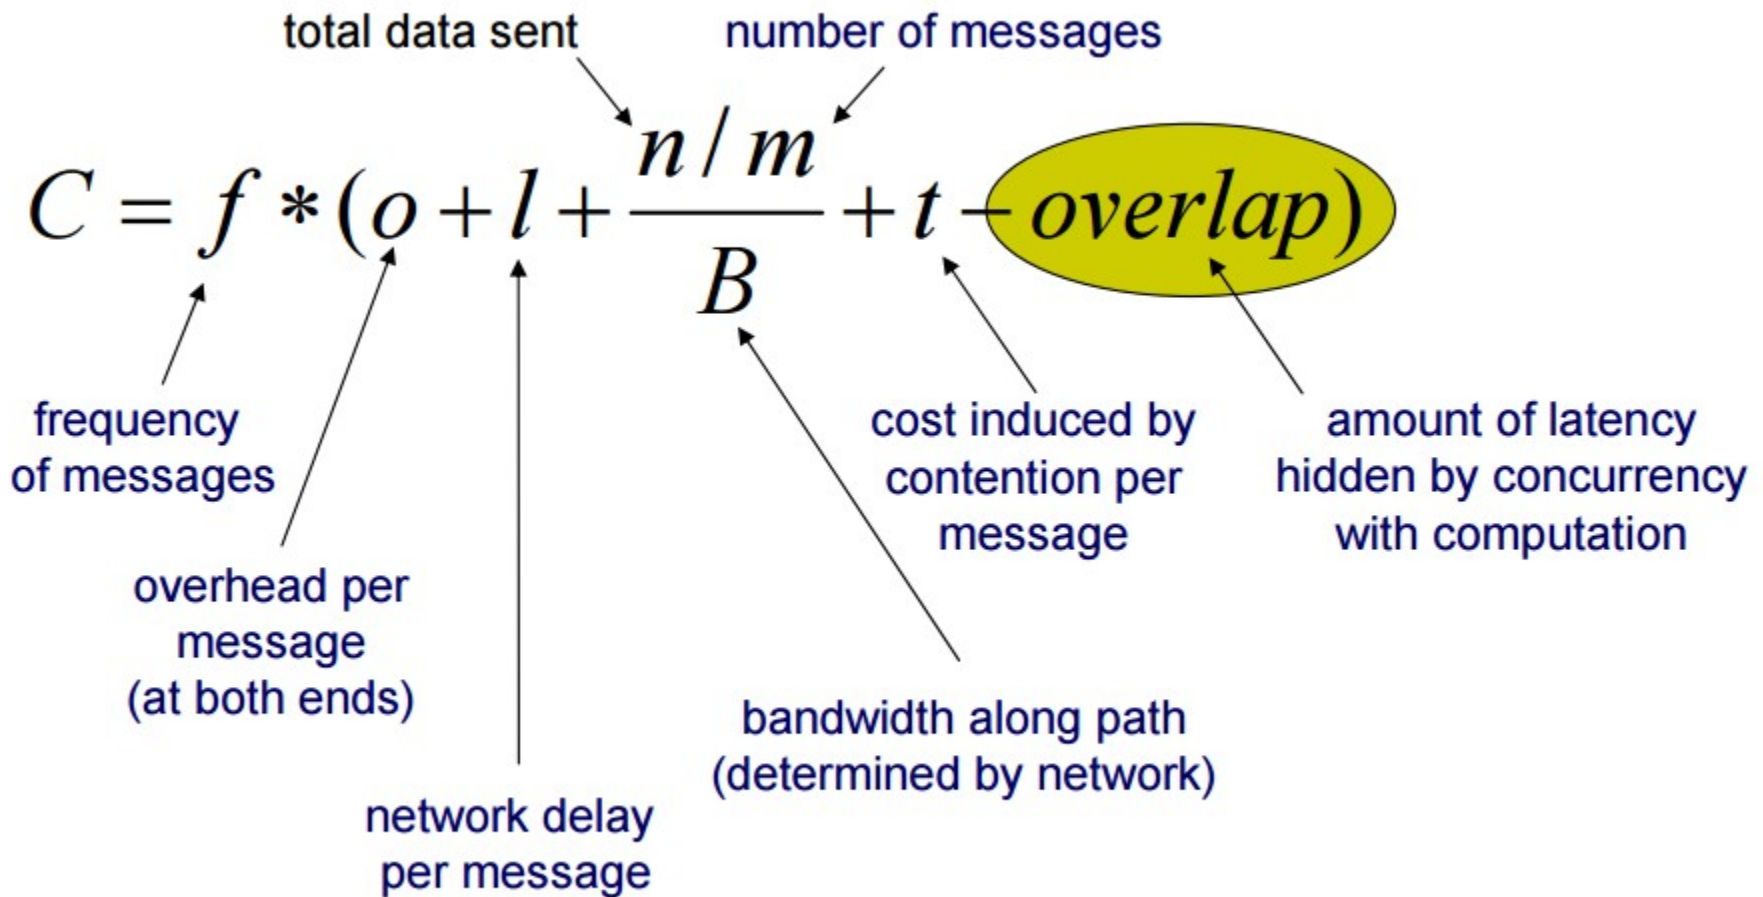 total data sent
number of messages
n / m
C = f * (o + l + + t − overlap)
B
frequency
of messages
cost induced by
contention per
message
amount of latency
hidden by concurrency
with computation
overhead per
message
(at both ends)
bandwidth along path
(determined by network)
network delay
per message